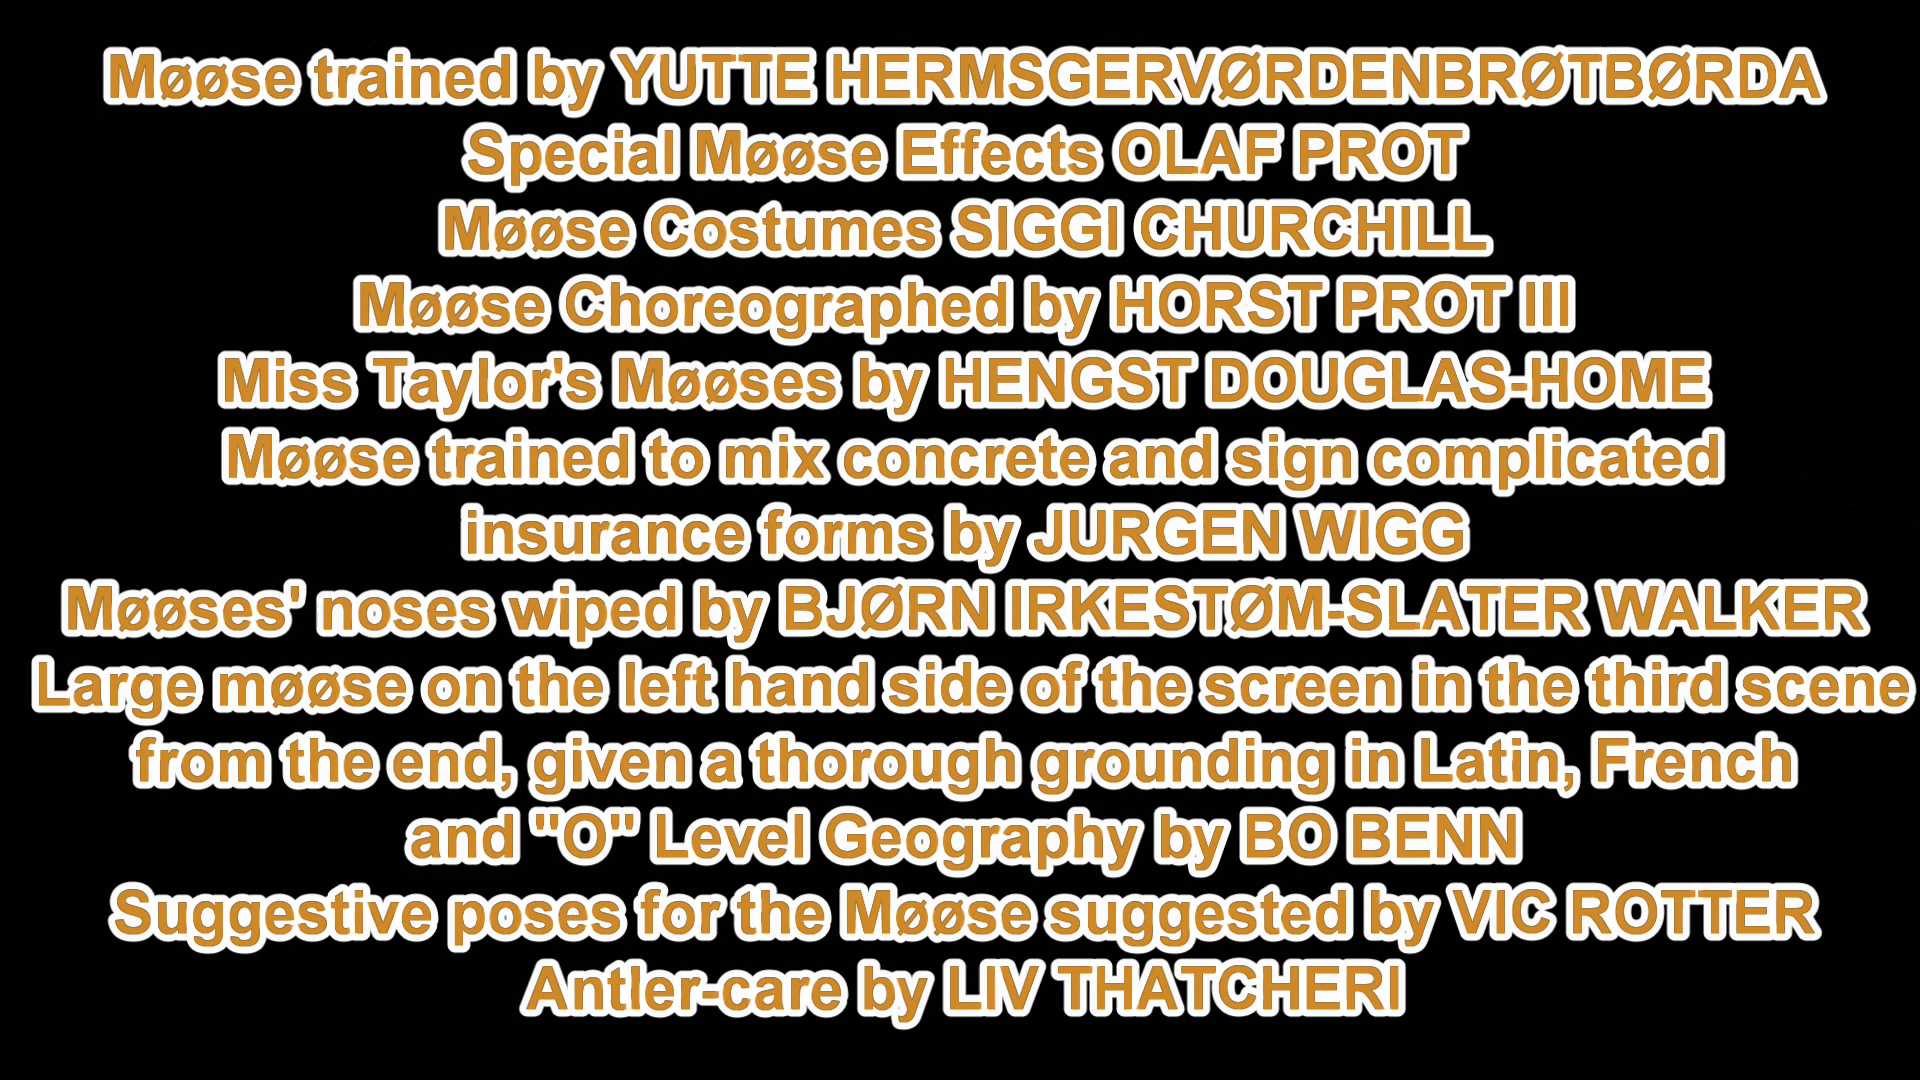 Møøse trained by YUTTE HERMSGERVØRDENBRØTBØRDA
Special Møøse Effects OLAF PROT
Møøse Costumes SIGGI CHURCHILL
Møøse Choreographed by HORST PROT III
Miss Taylor's Møøses by HENGST DOUGLAS-HOME
Møøse trained to mix concrete and sign complicated
insurance forms by JURGEN WIGG
Møøses' noses wiped by BJØRN IRKESTØM-SLATER WALKER
Large møøse on the left hand side of the screen in the third scene
from the end, given a thorough grounding in Latin, French
and "O" Level Geography by BO BENN
Suggestive poses for the Møøse suggested by VIC ROTTER
Antler-care by LIV THATCHERI